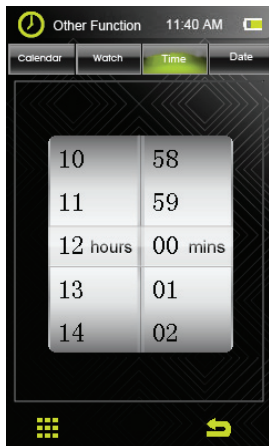 Other Function 11:40 AM
Calendar Watch Time Date
10 58
11 59
12 hours 00 mins
13 01
14 02